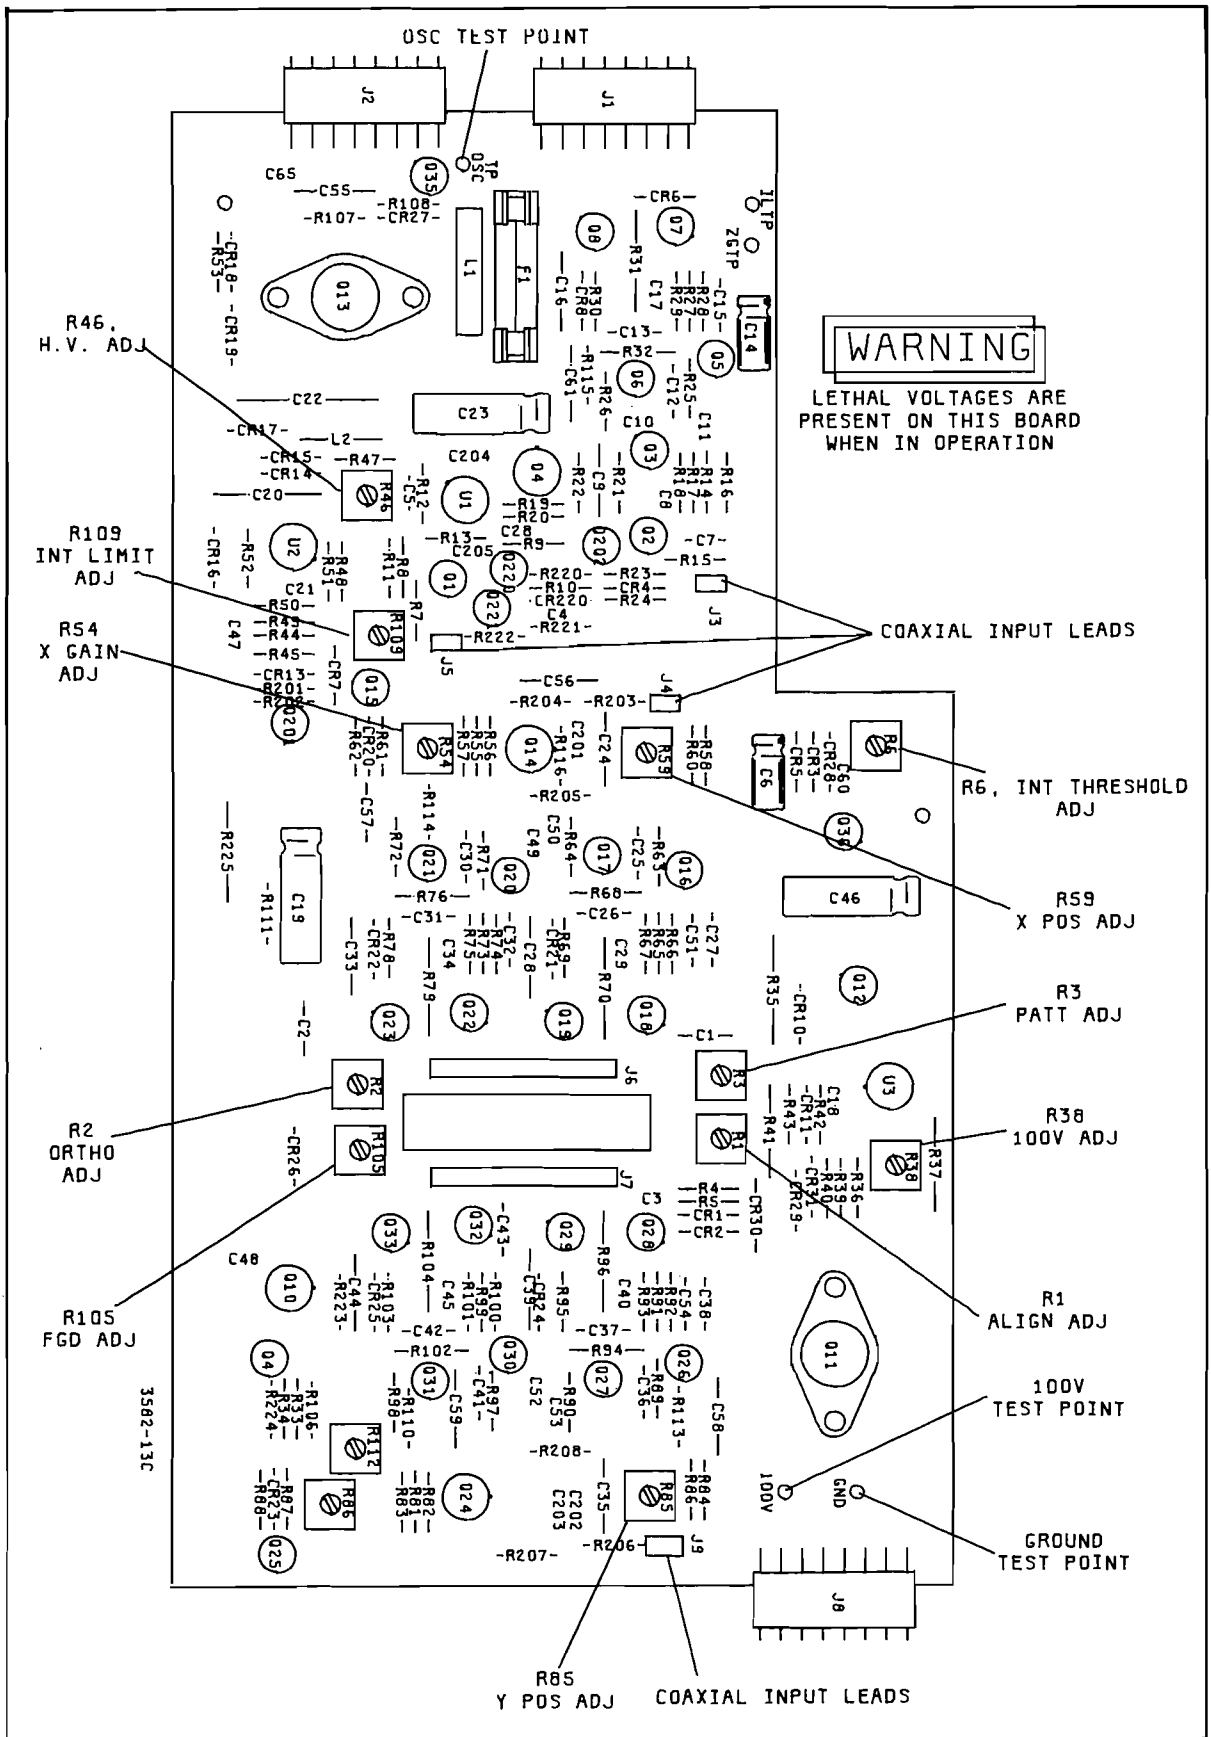 OSC TEST POINT
J2
J1
C65
Q35
TP
OSC
-C55-
-R108-
-R107-
-CR27-
-CR6-
Q7
Q8
ILTP
ZGTP
-CR18-
-R53-
-CR19-
Q13
L1
F1
R31
-C16-
-CR8-
-R30-
C17
-R29-
-R27-
-R28-
-C15-
C14
R46,
H.V. ADJ
-C13-
-R32-
Q5
Q6
-C61-
-R115-
-R26-
-C12-
-R25-
C11
WARNING
LETHAL VOLTAGES ARE
PRESENT ON THIS BOARD
WHEN IN OPERATION
-C22-
C23
C10
Q3
-CR17-
-L2-
-CR15-
-R47-
-CR14-
C204
-C20-
R46
-C5-
-R12-
U1
Q4
-R22-
-C9-
-R21-
C8
-R18-
-R17-
-R14-
-R16-
-R19-
-R20-
C28
-R13-
-R9-
C205
Q202
Q2
-C7-
-R15-
R109
INT LIMIT
ADJ
-CR16-
-R52-
U2
-R51-
-R48-
C21
-R11-
-R8-
-R7-
Q1
Q220
Q221
-R220-
-R10-
-CR220-
C4
-R221-
-R23-
-CR4-
-R24-
J3
-R50-
-R49-
-R44-
-R45-
C47
R109
J5
-R222-
COAXIAL INPUT LEADS
R54
X GAIN
ADJ
-CR13-
-R201-
-R202-
Q201
-CR7-
Q15
-C56-
-R204-
-R203-
J4
-R62-
-CR20-
-R61-
R54
-R57-
-R55-
-R56-
Q14
-R116-
C201
-C24-
R59
-R60-
-R58-
C6
-CR5-
-CR3-
-CR28-
C60
R6
R6, INT THRESHOLD
ADJ
-R205-
-R225-
-C57-
-R114-
-R72-
Q21
-C30-
-R71-
Q20
C49
C50
-R64-
Q17
-C25-
-R63-
Q16
C19
-R111-
-R76-
-R68-
C46
R59
X POS ADJ
-C31-
-C26-
-C33-
-CR22-
-R78-
-R79-
C34
-R75-
-R73-
-R74-
-C32-
-C28-
-CR21-
-R69-
-R70-
C29
-R67-
-R65-
-R66-
-C51-
-C27-
-R35-
-CR10-
Q12
R3
PATT ADJ
-C2-
Q23
Q22
Q19
Q18
-C1-
R2
J6
R3
U3
R2
ORTHO
ADJ
-R41-
-R43-
-CR11-
-R42-
C18
R38
100V ADJ
-CR26-
R105
R1
R38
-R37-
J7
C3
-R4-
-R5-
-CR1-
-CR2-
-CR30-
-CR29-
-CR31-
-R40-
-R39-
-R36-
Q33
Q32
-C43-
Q29
-R96-
Q28
-R104-
C48
Q10
-R223-
-C44-
-CR25-
-R103-
C45
-R101-
-R99-
-R100-
-C39-
-CR24-
-R95-
C40
-R93-
-R91-
-R92-
-C54-
-C38-
R105
FGD ADJ
R1
ALIGN ADJ
-C42-
-C37-
-R102-
-R94-
Q4
Q30
Q31
Q27
Q26
Q11
-R224-
-R34-
-R33-
-R106-
-R98-
-R110-
-C59-
-C41-
-R97-
C52
C53
-R90-
-C36-
-R89-
-R113-
-C58-
100V
TEST POINT
3582-13C
R112
-R208-
-R88-
-CR23-
-R87-
R86
-R83-
-R81-
-R82-
Q24
C203
C202
-C35-
R85
-R86-
-R84-
100V
GND
Q25
-R207-
-R206-
J9
GROUND
TEST POINT
J8
R85
Y POS ADJ
COAXIAL INPUT LEADS